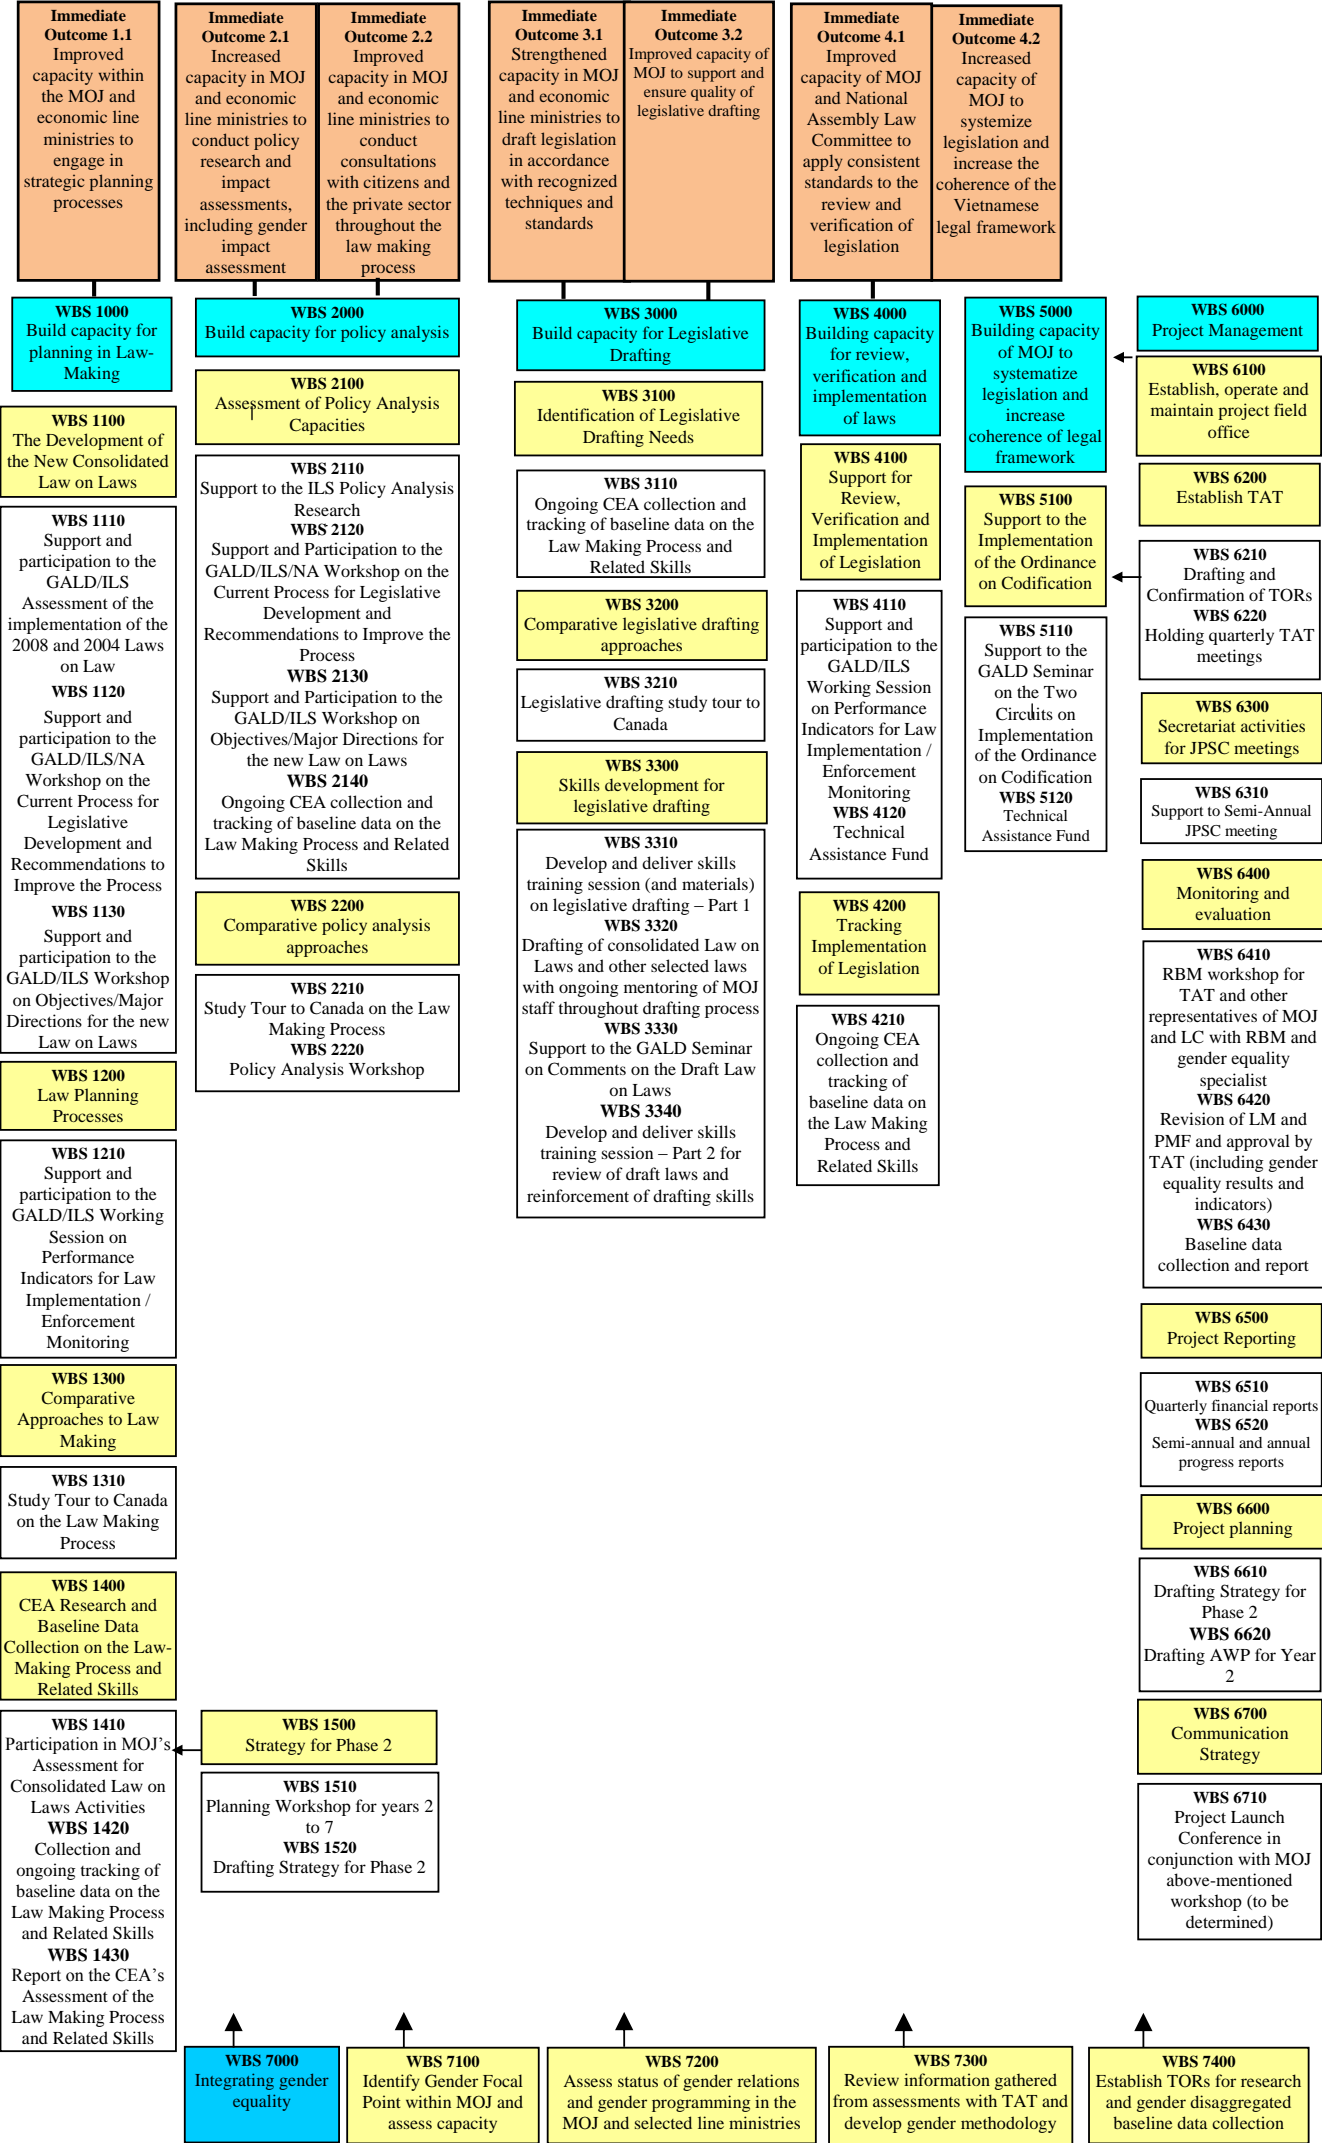 Immediate
Outcome 1.1
Improved
capacity within
the MOJ and
economic line
ministries to
engage in
strategic planning
processes
Immediate
Outcome 2.1
Increased
capacity in MOJ
and economic
line ministries to
conduct policy
research and
impact
assessments,
including gender
impact
assessment
Immediate
Outcome 2.2
Improved
capacity in MOJ
and economic
line ministries to
conduct
consultations
with citizens and
the private sector
throughout the
law making
process
Immediate
Outcome 3.1
Strengthened
capacity in MOJ
and economic
line ministries to
draft legislation
in accordance
with recognized
techniques and
standards
Immediate
Outcome 3.2
Improved capacity of
MOJ to support and
ensure quality of
legislative drafting
Immediate
Outcome 4.1
Improved
capacity of MOJ
and National
Assembly Law
Committee to
apply consistent
standards to the
review and
verification of
legislation
Immediate
Outcome 4.2
Increased
capacity of
MOJ to
systemize
legislation and
increase the
coherence of the
Vietnamese
legal framework
WBS 1000
Build capacity for
planning in Law-
Making
WBS 1100
The Development of
the New Consolidated
Law on Laws
WBS 1110
Support and
participation to the
GALD/ILS
Assessment of the
implementation of the
2008 and 2004 Laws
on Law
WBS 1120
Support and
participation to the
GALD/ILS/NA
Workshop on the
Current Process for
Legislative
Development and
Recommendations to
Improve the Process
WBS 1130
Support and
participation to the
GALD/ILS Workshop
on Objectives/Major
Directions for the new
Law on Laws
WBS 1200
Law Planning
Processes
WBS 1210
Support and
participation to the
GALD/ILS Working
Session on
Performance
Indicators for Law
Implementation /
Enforcement
Monitoring
WBS 1300
Comparative
Approaches to Law
Making
WBS 1310
Study Tour to Canada
on the Law Making
Process
WBS 1400
CEA Research and
Baseline Data
Collection on the Law-
Making Process and
Related Skills
WBS 1410
Participation in MOJ's
Assessment for
Consolidated Law on
Laws Activities
WBS 1420
Collection and
ongoing tracking of
baseline data on the
Law Making Process
and Related Skills
WBS 1430
Report on the CEA's
Assessment of the
Law Making Process
and Related Skills
WBS 1500
Strategy for Phase 2
WBS 1510
Planning Workshop for years 2
to 7
WBS 1520
Drafting Strategy for Phase 2
WBS 2000
Build capacity for policy analysis
WBS 2100
Assessment of Policy Analysis
Capacities
WBS 2110
Support to the ILS Policy Analysis
Research
WBS 2120
Support and Participation to the
GALD/ILS/NA Workshop on the
Current Process for Legislative
Development and
Recommendations to Improve the
Process
WBS 2130
Support and Participation to the
GALD/ILS Workshop on
Objectives/Major Directions for
the new Law on Laws
WBS 2140
Ongoing CEA collection and
tracking of baseline data on the
Law Making Process and Related
Skills
WBS 2200
Comparative policy analysis
approaches
WBS 2210
Study Tour to Canada on the Law
Making Process
WBS 2220
Policy Analysis Workshop
WBS 3000
Build capacity for Legislative
Drafting
WBS 3100
Identification of Legislative
Drafting Needs
WBS 3110
Ongoing CEA collection and
tracking of baseline data on the
Law Making Process and
Related Skills
WBS 3200
Comparative legislative drafting
approaches
WBS 3210
Legislative drafting study tour to
Canada
WBS 3300
Skills development for
legislative drafting
WBS 3310
Develop and deliver skills
training session (and materials)
on legislative drafting – Part 1
WBS 3320
Drafting of consolidated Law on
Laws and other selected laws
with ongoing mentoring of MOJ
staff throughout drafting process
WBS 3330
Support to the GALD Seminar
on Comments on the Draft Law
on Laws
WBS 3340
Develop and deliver skills
training session – Part 2 for
review of draft laws and
reinforcement of drafting skills
WBS 4000
Building capacity
for review,
verification and
implementation
of laws
WBS 4100
Support for
Review,
Verification and
Implementation
of Legislation
WBS 4110
Support and
participation to the
GALD/ILS
Working Session
on Performance
Indicators for Law
Implementation /
Enforcement
Monitoring
WBS 4120
Technical
Assistance Fund
WBS 4200
Tracking
Implementation
of Legislation
WBS 4210
Ongoing CEA
collection and
tracking of
baseline data on
the Law Making
Process and
Related Skills
WBS 5000
Building capacity
of MOJ to
systematize
legislation and
increase
coherence of legal
framework
WBS 5100
Support to the
Implementation
of the Ordinance
on Codification
WBS 5110
Support to the
GALD Seminar
on the Two
Circuits on
Implementation
of the Ordinance
on Codification
WBS 5120
Technical
Assistance Fund
WBS 6000
Project Management
WBS 6100
Establish, operate and
maintain project field
office
WBS 6200
Establish TAT
WBS 6210
Drafting and
Confirmation of TORs
WBS 6220
Holding quarterly TAT
meetings
WBS 6300
Secretariat activities
for JPSC meetings
WBS 6310
Support to Semi-Annual
JPSC meeting
WBS 6400
Monitoring and
evaluation
WBS 6410
RBM workshop for
TAT and other
representatives of MOJ
and LC with RBM and
gender equality
specialist
WBS 6420
Revision of LM and
PMF and approval by
TAT (including gender
equality results and
indicators)
WBS 6430
Baseline data
collection and report
WBS 6500
Project Reporting
WBS 6510
Quarterly financial reports
WBS 6520
Semi-annual and annual
progress reports
WBS 6600
Project planning
WBS 6610
Drafting Strategy for
Phase 2
WBS 6620
Drafting AWP for Year
2
WBS 6700
Communication
Strategy
WBS 6710
Project Launch
Conference in
conjunction with MOJ
above-mentioned
workshop (to be
determined)
WBS 7000
Integrating gender
equality
WBS 7100
Identify Gender Focal
Point within MOJ and
assess capacity
WBS 7200
Assess status of gender relations
and gender programming in the
MOJ and selected line ministries
WBS 7300
Review information gathered
from assessments with TAT and
develop gender methodology
WBS 7400
Establish TORs for research
and gender disaggregated
baseline data collection